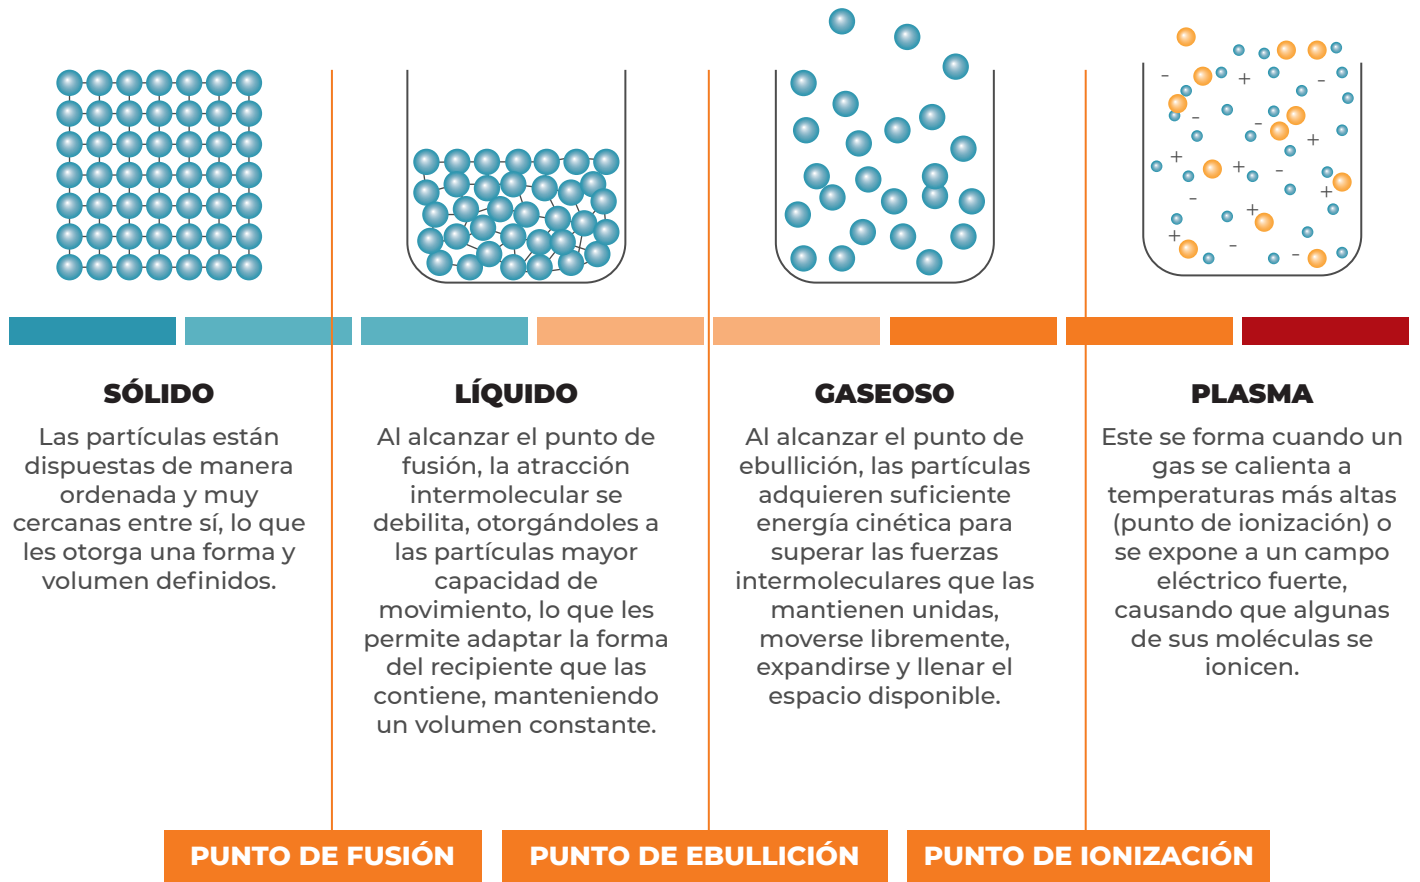 SÓLIDO
Las partículas están
dispuestas de manera
ordenada y muy
cercanas entre sí, lo que
les otorga una forma y
volumen definidos.
LÍQUIDO
Al alcanzar el punto de
fusión, la atracción
intermolecular se
debilita, otorgándoles a
las partículas mayor
capacidad de
movimiento, lo que les
permite adaptar la forma
del recipiente que las
contiene, manteniendo
un volumen constante.
GASEOSO
Al alcanzar el punto de
ebullición, las partículas
adquieren suficiente
energía cinética para
superar las fuerzas
intermoleculares que las
mantienen unidas,
moverse libremente,
expandirse y llenar el
espacio disponible.
PLASMA
Este se forma cuando un
gas se calienta a
temperaturas más altas
(punto de ionización) o
se expone a un campo
eléctrico fuerte,
causando que algunas
de sus moléculas se
ionicen.
PUNTO DE FUSIÓN
PUNTO DE EBULLICIÓN
PUNTO DE IONIZACIÓN